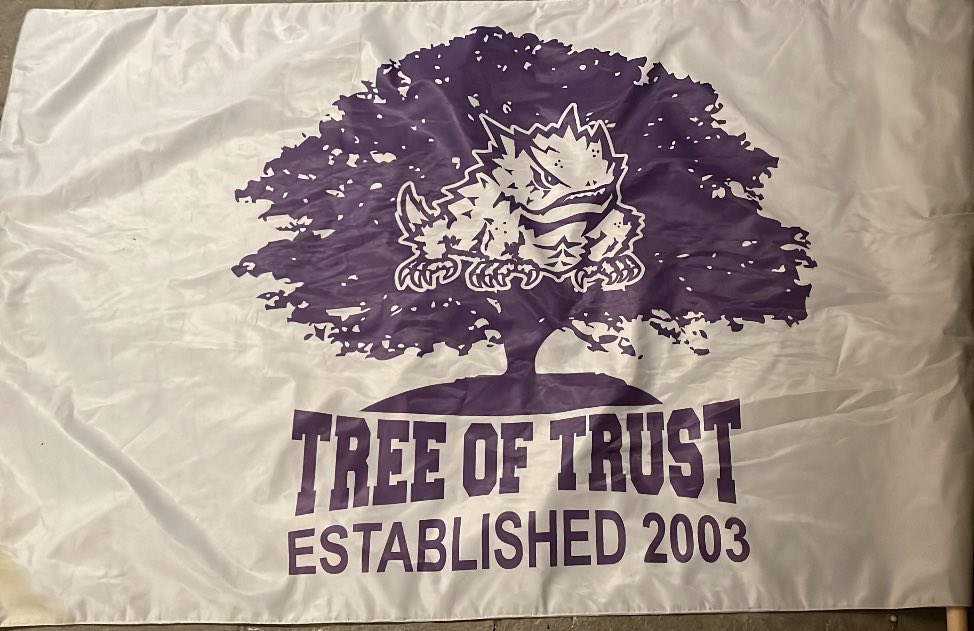 TREE OF TRUST
ESTABLISHED 2003